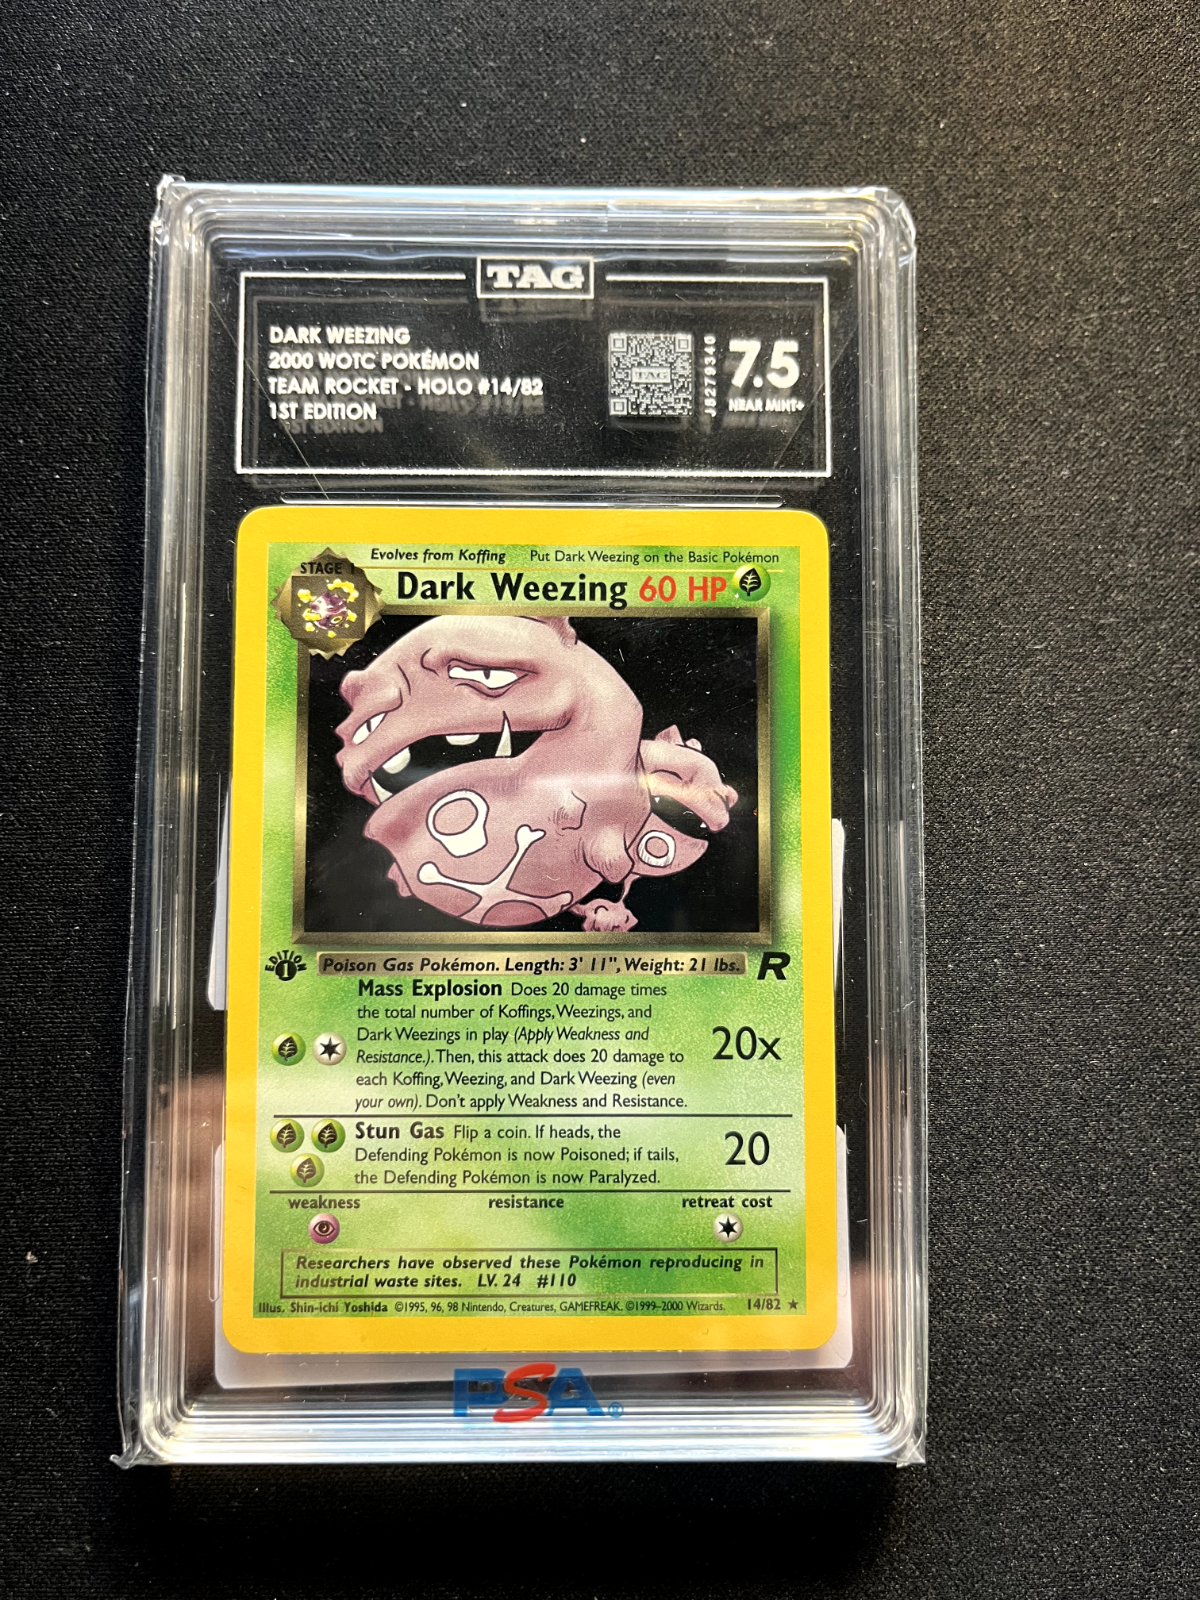 TAG
DARK WEEZING
2000 WOTC POKÉMON
TEAM ROCKET - HOLO #14/82
1ST EDITION
TAG
J8279340
7.5
NEAR MINT+
Evolves from Koffing Put Dark Weezing on the Basic Pokémon
STAGE 1
Dark Weezing 60 HP
EDITION
1
Poison Gas Pokémon. Length: 3' 11", Weight: 21 lbs.
R
Mass Explosion Does 20 damage times
the total number of Koffings, Weezings, and
Dark Weezings in play (Apply Weakness and
Resistance.). Then, this attack does 20 damage to
each Koffing, Weezing, and Dark Weezing (even
your own). Don't apply Weakness and Resistance.
20x
Stun Gas Flip a coin. If heads, the
Defending Pokémon is now Poisoned; if tails,
the Defending Pokémon is now Paralyzed.
20
weakness resistance retreat cost
Researchers have observed these Pokémon reproducing in
industrial waste sites. LV. 24 #110
Illus. Shin-ichi Yoshida ©1995, 96, 98 Nintendo, Creatures, GAMEFREAK. ©1999-2000 Wizards. 14/82 ★
PSA®